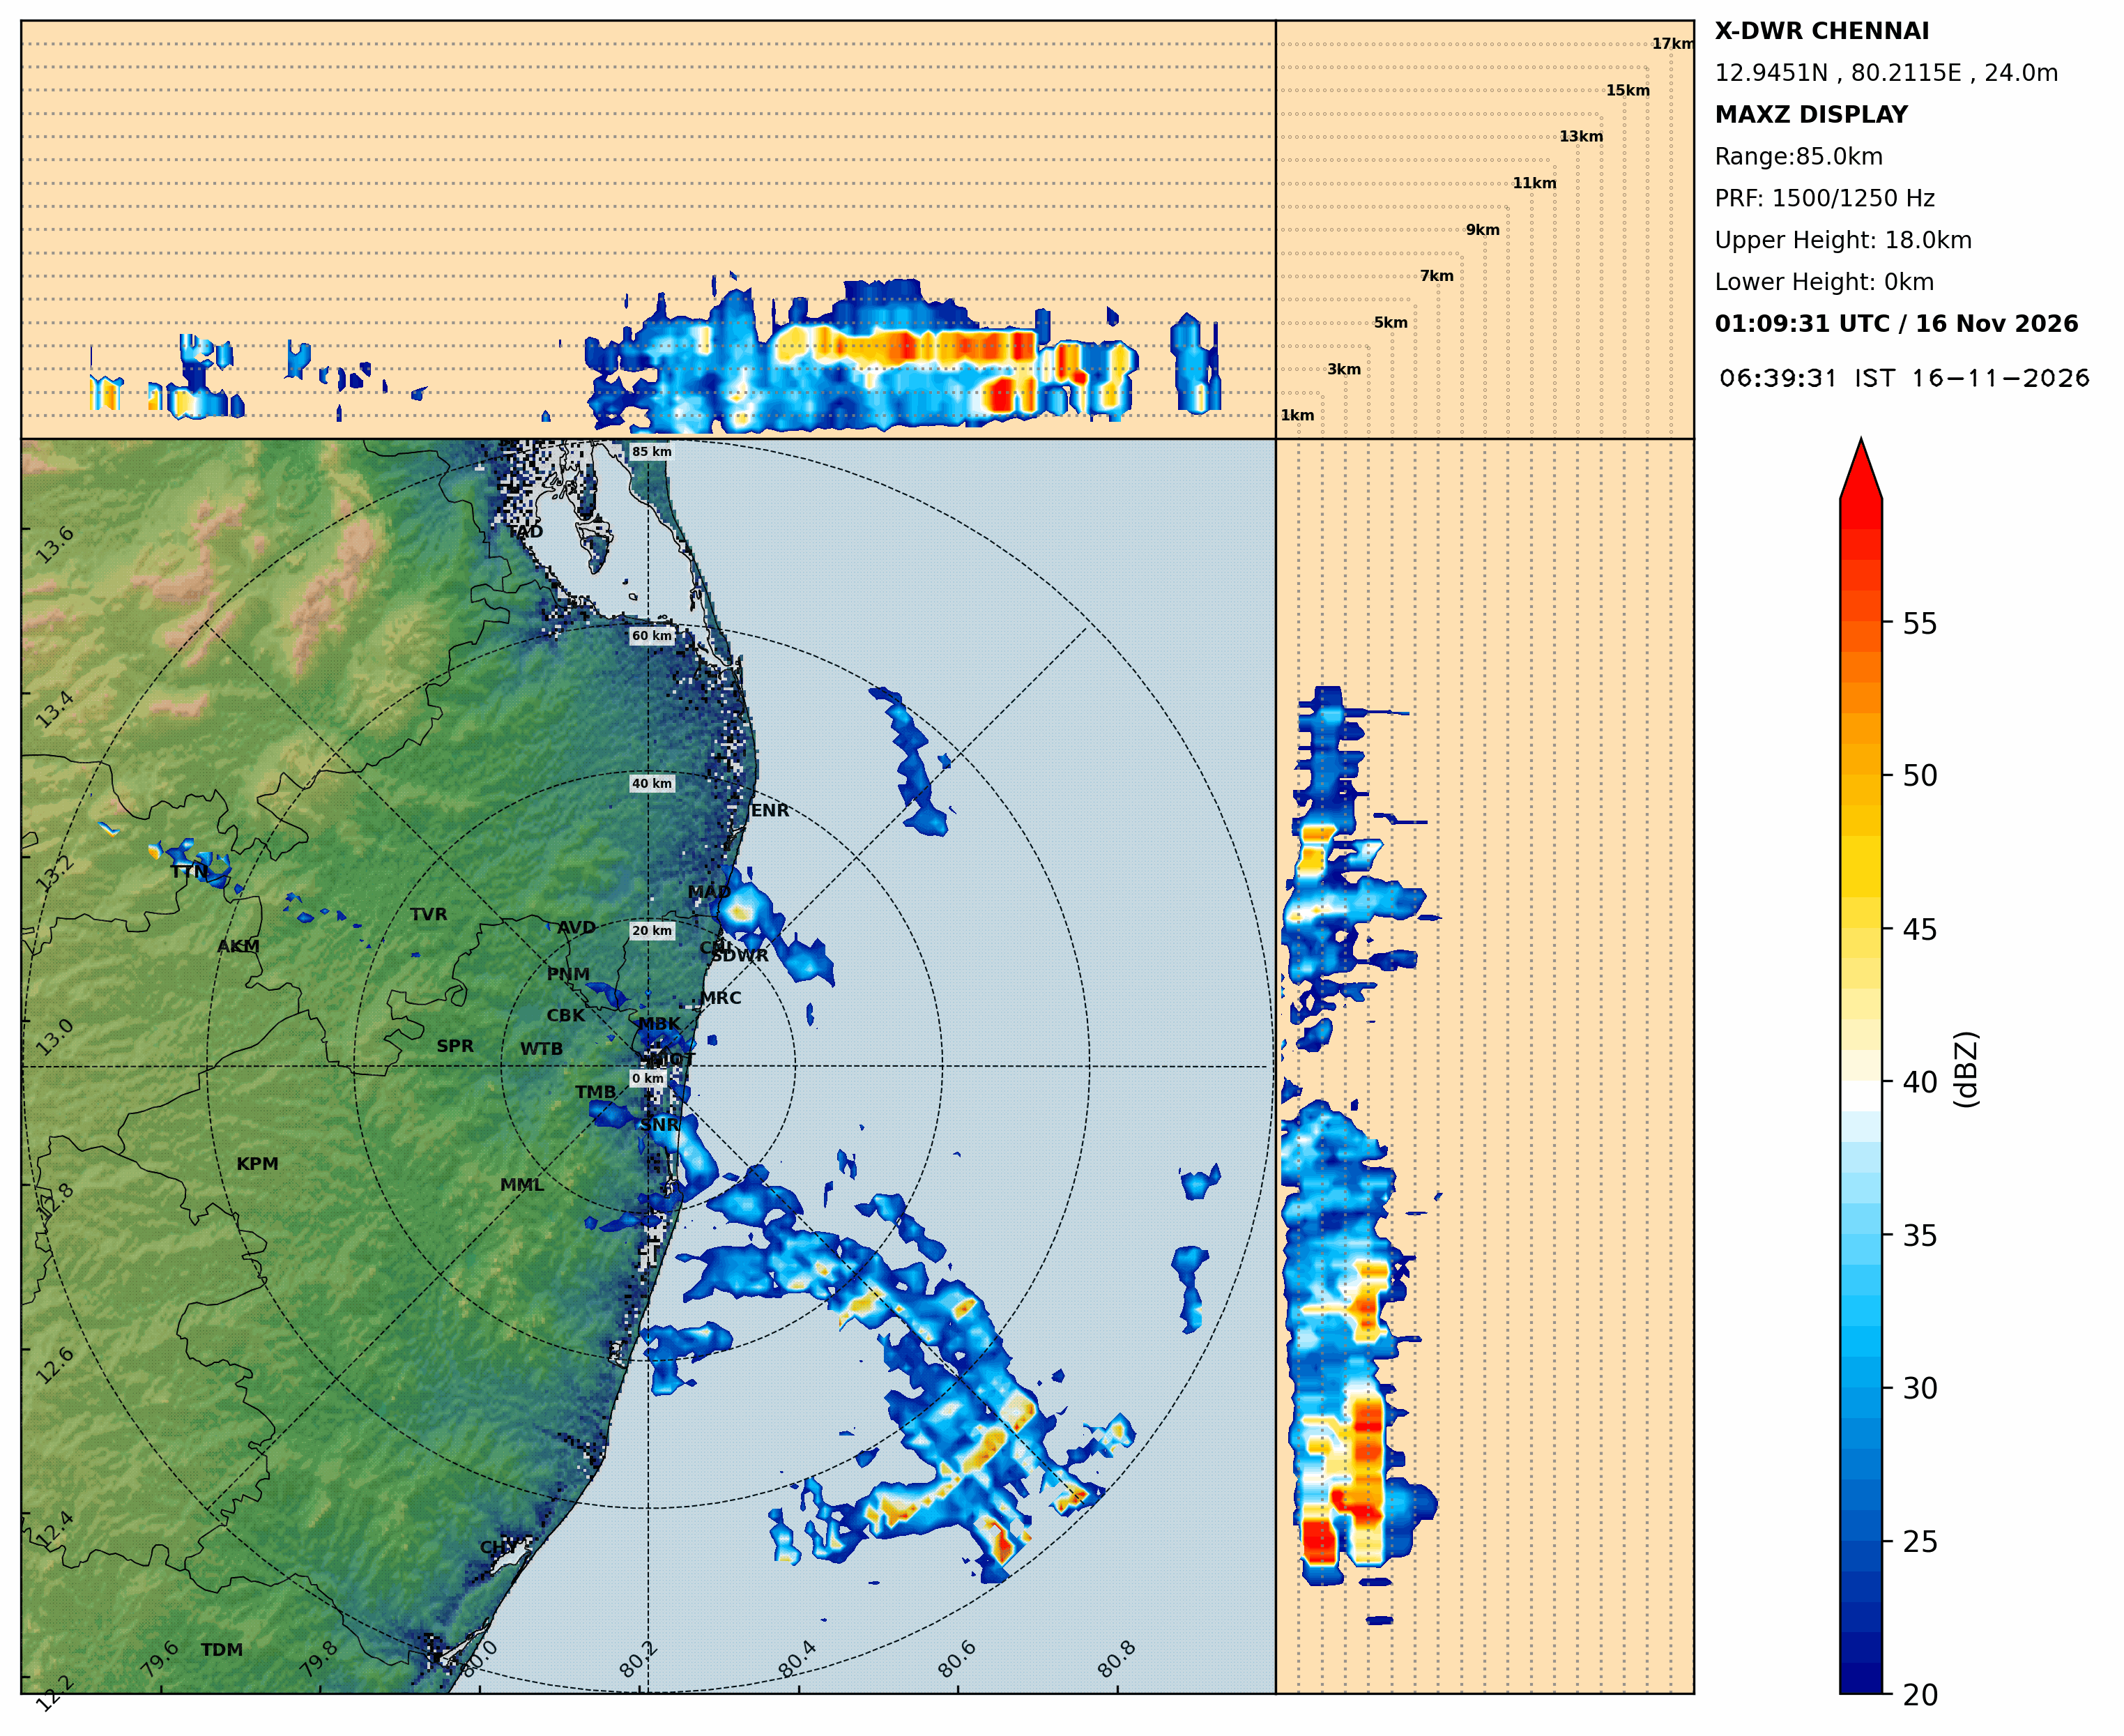 17km
15km
13km
11km
9km
7km
5km
3km
1km
X-DWR CHENNAI
12.9451N , 80.2115E , 24.0m
MAXZ DISPLAY
Range:85.0km
PRF: 1500/1250 Hz
Upper Height: 18.0km
Lower Height: 0km
01:09:31 UTC / 16 Nov 2026
06:39:31 IST 16-11-2026
85 km
TAD
13.6
60 km
13.4
40 km
ENR
13.2
TTN
MAD
TVR
AVD
20 km
AKM
CNI
SDWR
PNM
MRC
CBK
MBK
13.0
SPR
WTB
0 km
TMB
SNR
KPM
MML
12.8
12.6
12.4
CHY
TDM
12.2
79.6
79.8
80.0
80.2
80.4
80.6
80.8
55
50
45
40
35
30
25
20
(dBZ)